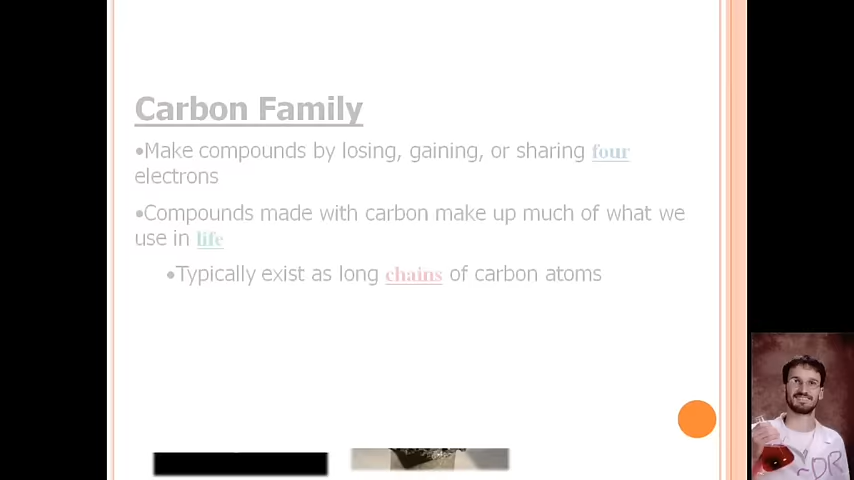 Carbon Family
•Make compounds by losing, gaining, or sharing four
electrons
•Compounds made with carbon make up much of what we
use in life
•Typically exist as long chains of carbon atoms